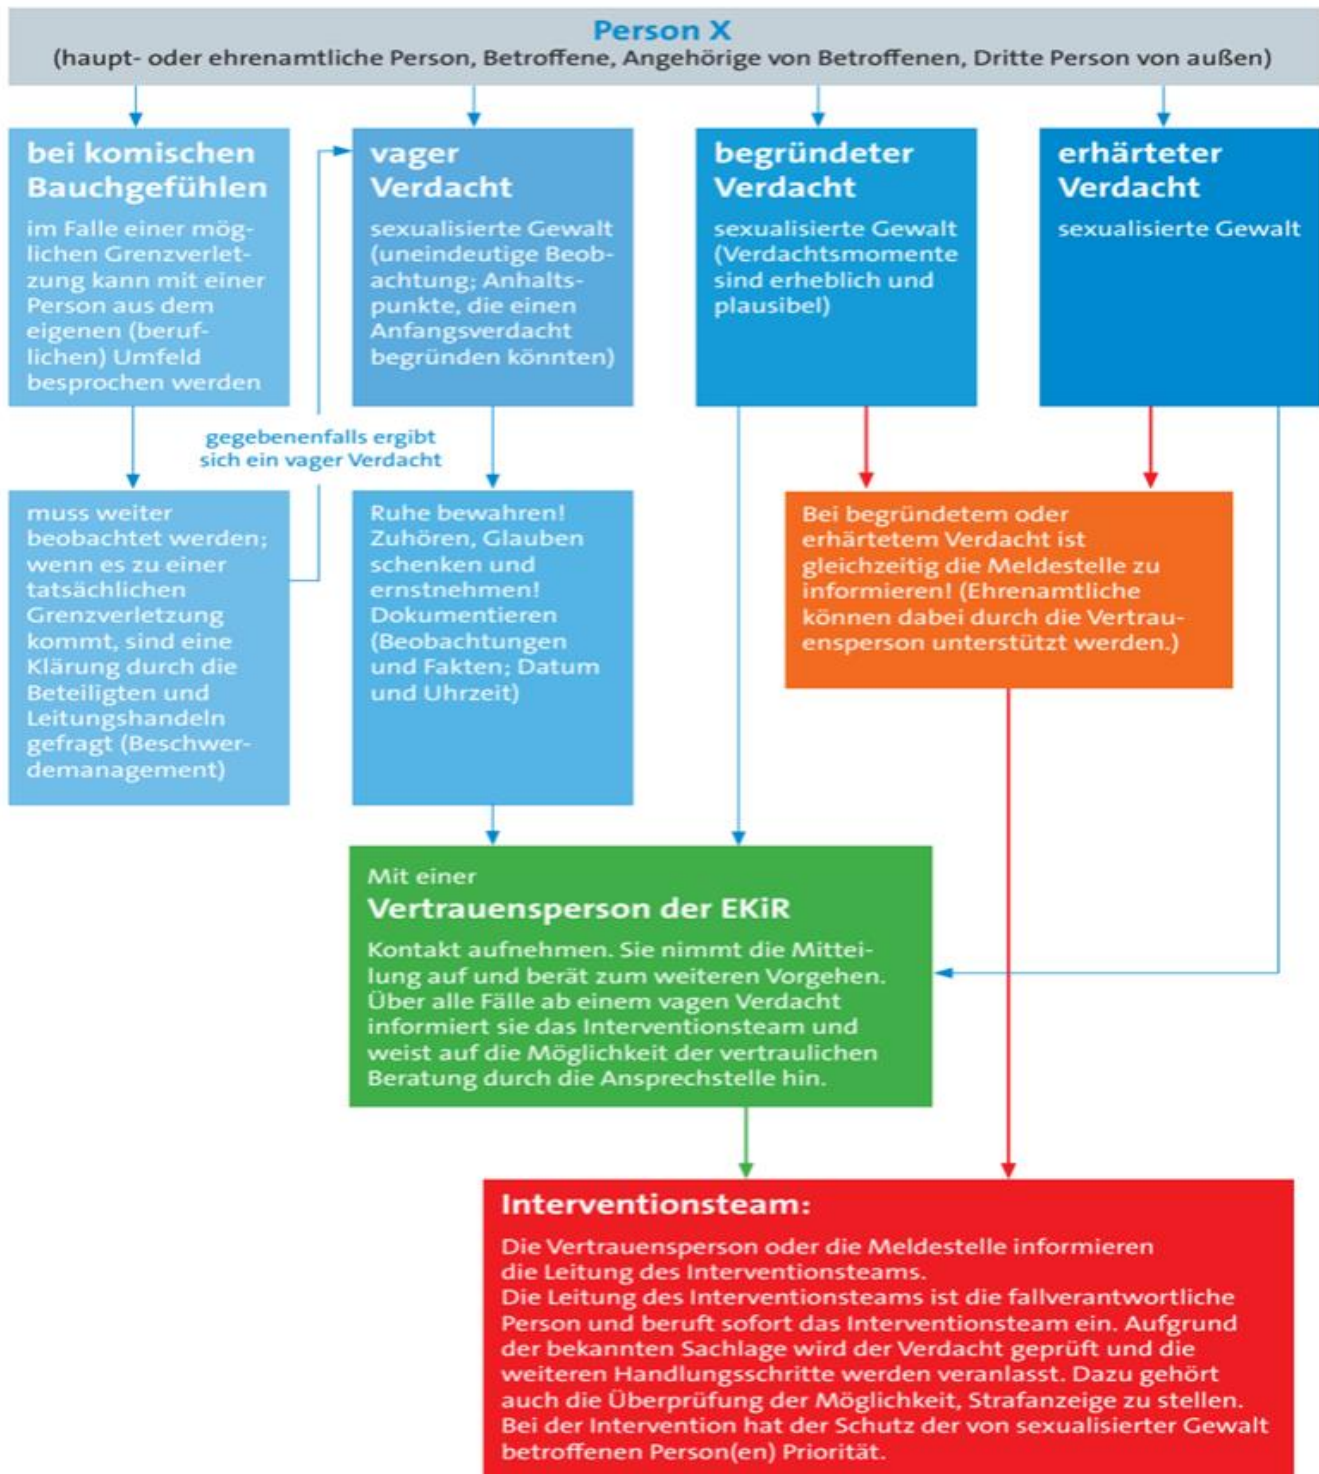 Person X
(haupt- oder ehrenamtliche Person, Betroffene, Angehörige von Betroffenen, Dritte Person von außen)
bei komischen
Bauchgefühlen
im Falle einer mög-
lichen Grenzverlet-
zung kann mit einer
Person aus dem
eigenen (beruf-
lichen) Umfeld
besprochen werden
vager
Verdacht
sexualisierte Gewalt
(uneindeutige Beob-
achtung; Anhalts-
punkte, die einen
Anfangsverdacht
begründen könnten)
begründeter
Verdacht
sexualisierte Gewalt
(Verdachtsmomente
sind erheblich und
plausibel)
erhärteter
Verdacht
sexualisierte Gewalt
gegebenenfalls ergibt
sich ein vager Verdacht
muss weiter
beobachtet werden;
wenn es zu einer
tatsächlichen
Grenzverletzung
kommt, sind eine
Klärung durch die
Beteiligten und
Leitungshandeln
gefragt (Beschwer-
demanagement)
Ruhe bewahren!
Zuhören, Glauben
schenken und
ernstnehmen!
Dokumentieren
(Beobachtungen
und Fakten; Datum
und Uhrzeit)
Bei begründetem oder
erhärtetem Verdacht ist
gleichzeitig die Meldestelle zu
informieren! (Ehrenamtliche
können dabei durch die Vertrau-
ensperson unterstützt werden.)
Mit einer
Vertrauensperson der EKiR
Kontakt aufnehmen. Sie nimmt die Mittei-
lung auf und berät zum weiteren Vorgehen.
Über alle Fälle ab einem vagen Verdacht
informiert sie das Interventionsteam und
weist auf die Möglichkeit der vertraulichen
Beratung durch die Ansprechstelle hin.
Interventionsteam:
Die Vertrauensperson oder die Meldestelle informieren
die Leitung des Interventionsteams.
Die Leitung des Interventionsteams ist die fallverantwortliche
Person und beruft sofort das Interventionsteam ein. Aufgrund
der bekannten Sachlage wird der Verdacht geprüft und die
weiteren Handlungsschritte werden veranlasst. Dazu gehört
auch die Überprüfung der Möglichkeit, Strafanzeige zu stellen.
Bei der Intervention hat der Schutz der von sexualisierter Gewalt
betroffenen Person(en) Priorität.